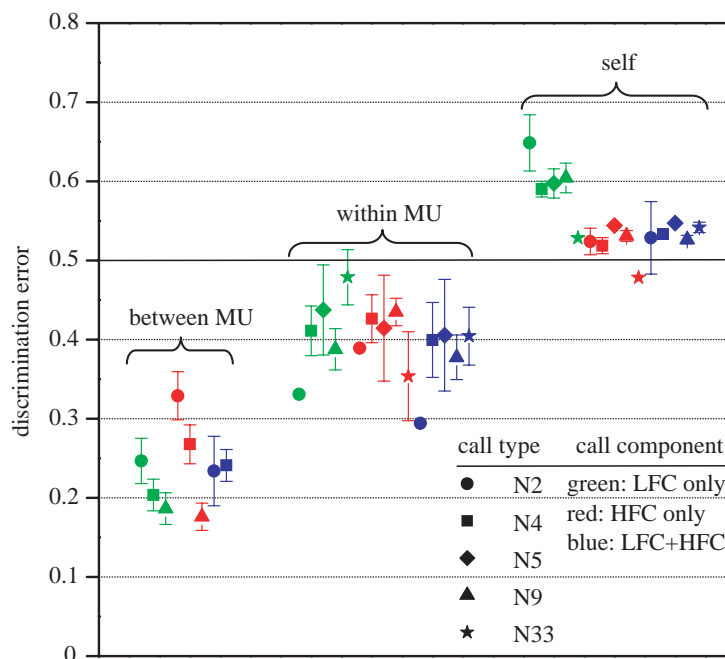 0.8
0.7
0.6
0.5
0.4
0.3
0.2
0.1
0
discrimination error
self
within MU
between MU
call type call component
N2 green: LFC only
N4 red: HFC only
blue: LFC+HFC
N5
N9
N33